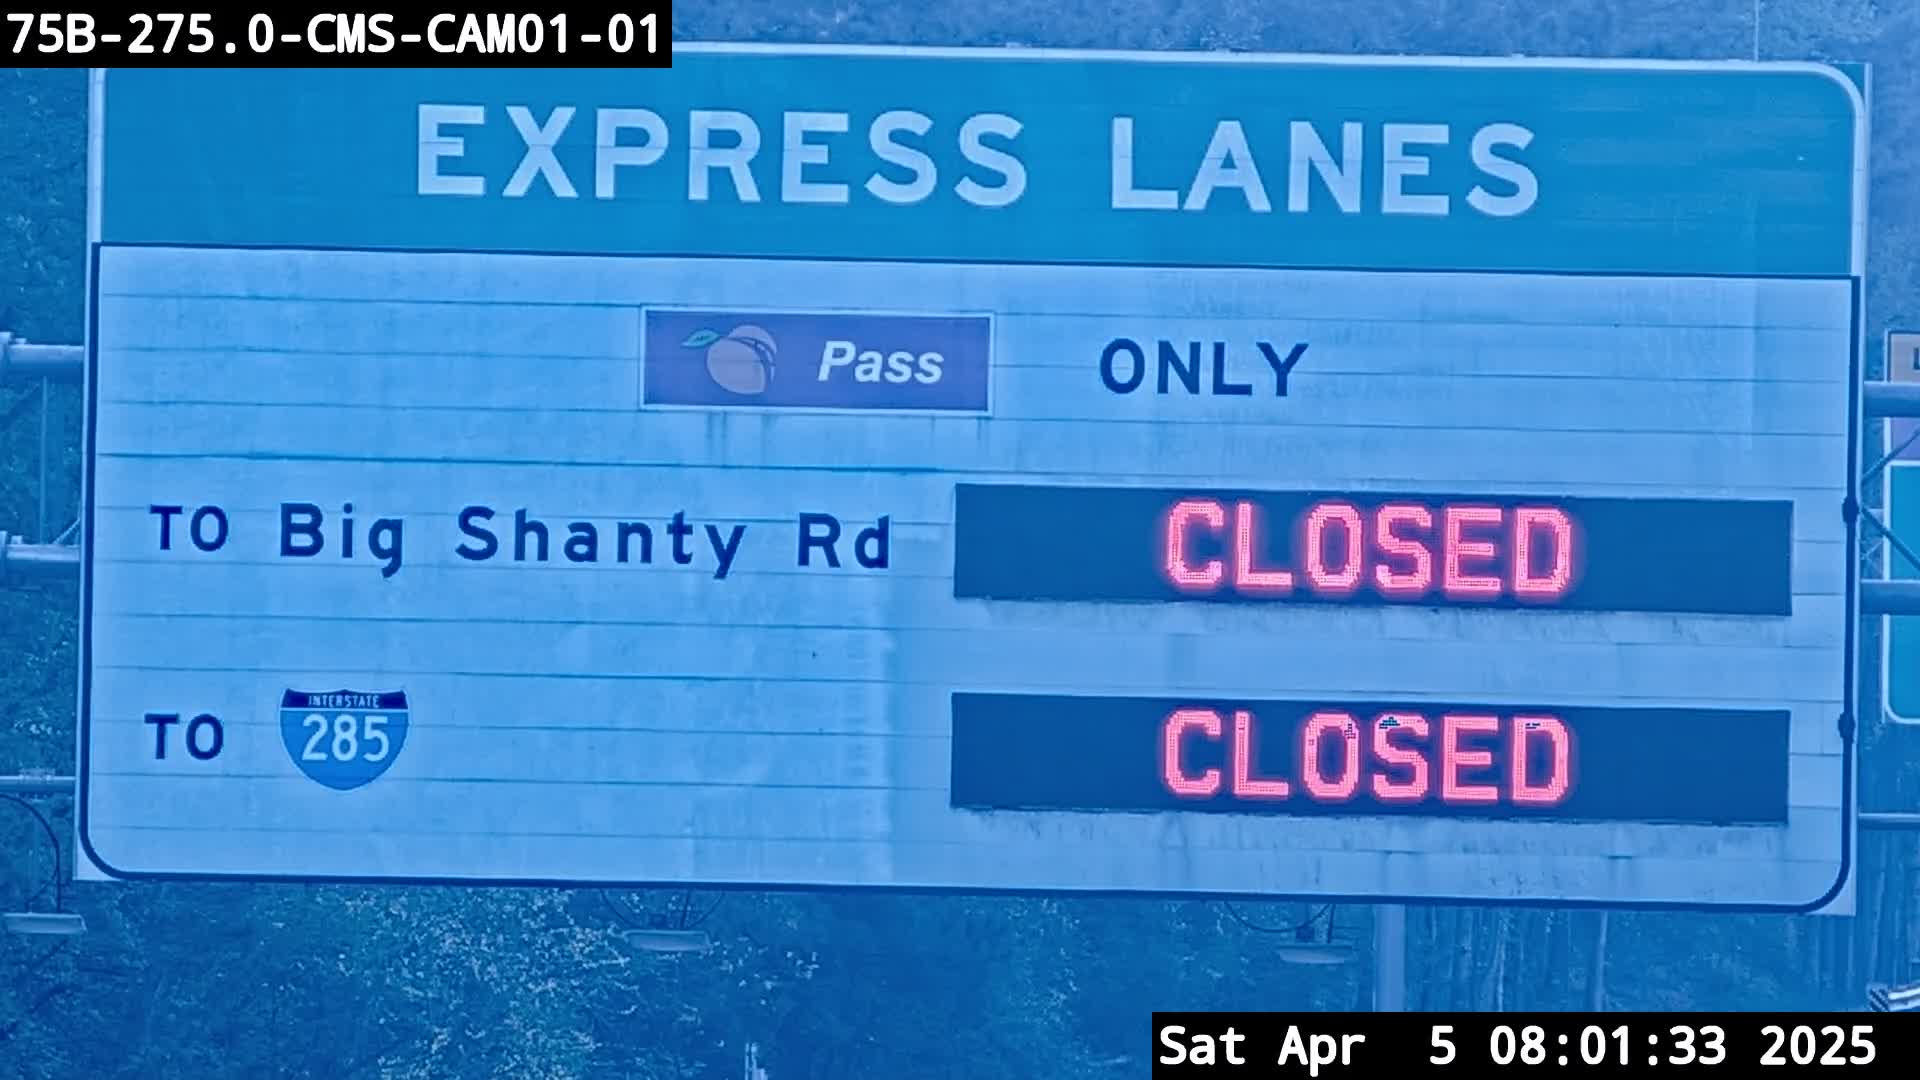 75B-275.0-CMS-CAM01-01
EXPRESS LANES
Pass ONLY
TO Big Shanty Rd CLOSED
INTERSTATE
TO 285 CLOSED
Sat Apr 5 08:01:33 2025